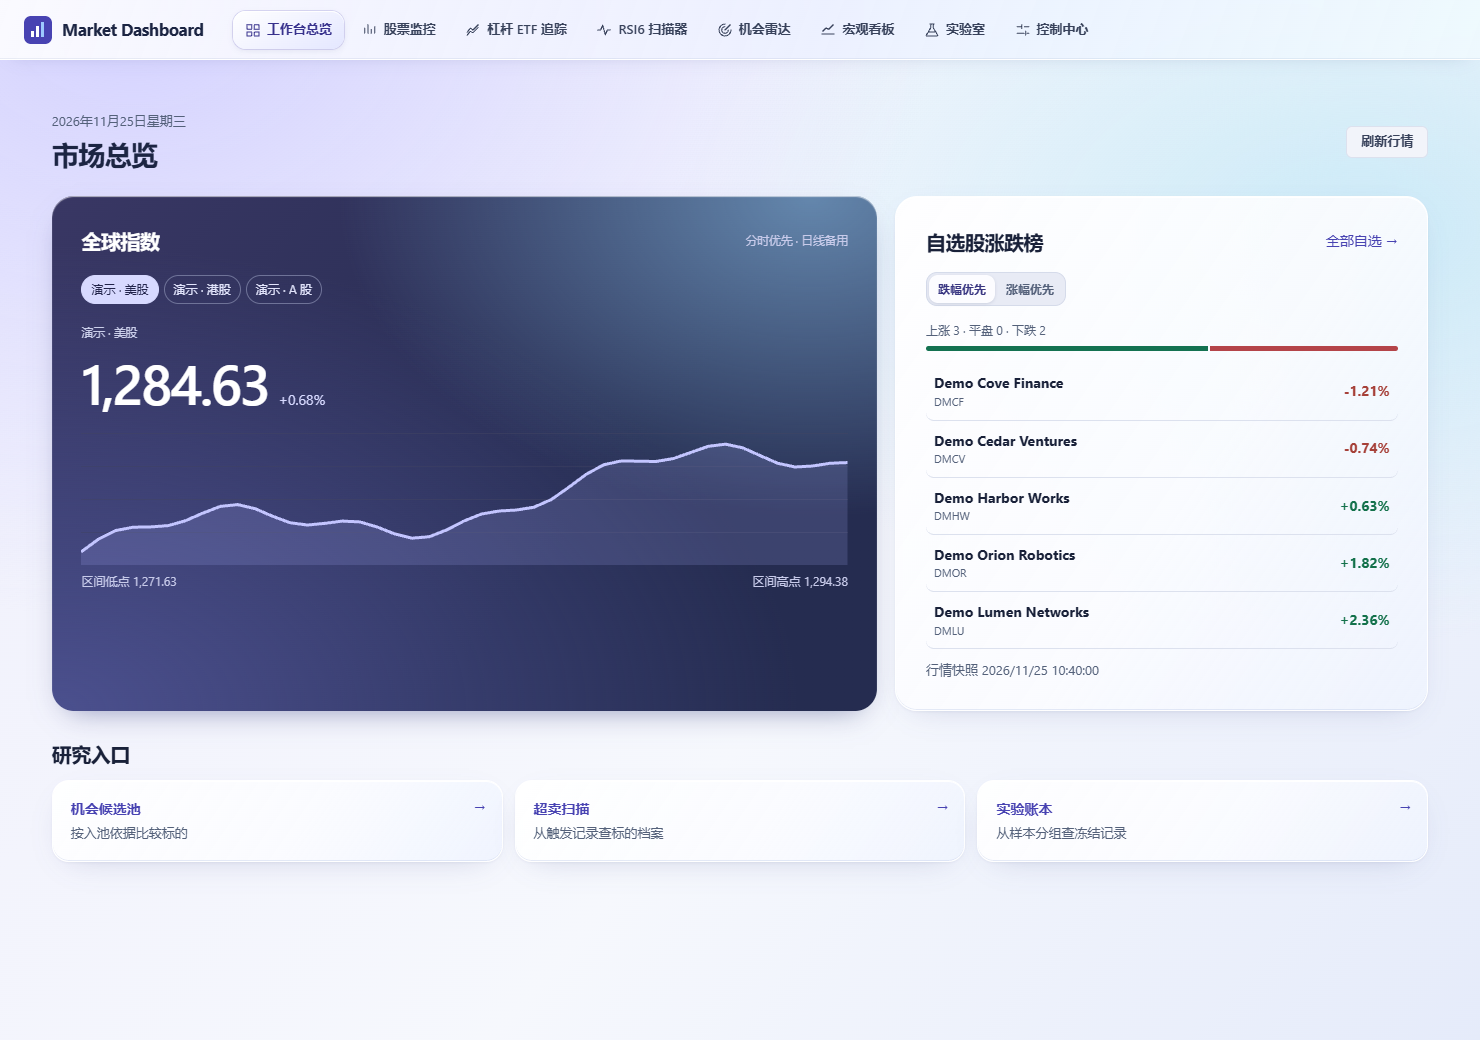 Market Dashboard
工作台总览
股票监控
杠杆 ETF 追踪
RSI6 扫描器
机会雷达
宏观看板
实验室
控制中心
2026年11月25日星期三
市场总览
刷新行情
全球指数
分时优先 · 日线备用
演示 · 美股
演示 · 港股
演示 · A 股
演示 · 美股
1,284.63 +0.68%
区间低点 1,271.63
区间高点 1,294.38
自选股涨跌榜
全部自选 →
跌幅优先
涨幅优先
上涨 3 · 平盘 0 · 下跌 2
Demo Cove Finance
DMCF
-1.21%
Demo Cedar Ventures
DMCV
-0.74%
Demo Harbor Works
DMHW
+0.63%
Demo Orion Robotics
DMOR
+1.82%
Demo Lumen Networks
DMLU
+2.36%
行情快照 2026/11/25 10:40:00
研究入口
机会候选池 →
按入池依据比较标的
超卖扫描 →
从触发记录查标的档案
实验账本 →
从样本分组查冻结记录